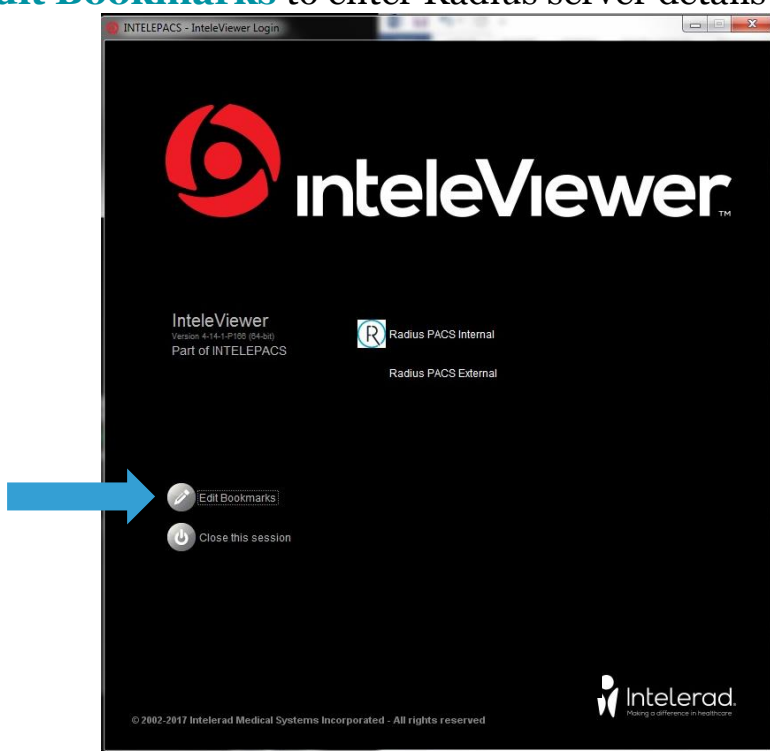 Bookmarks to enter Radius server details
INTELEPACS - InteleViewer Login
InteleViewer
TM
InteleViewer
Version 4-14-1-P166 (64-bit)
Part of INTELEPACS
R Radius PACS Internal
Radius PACS External
Edit Bookmarks
Close this session
Intelerad.
Making a difference in healthcare
© 2002-2017 Intelerad Medical Systems Incorporated - All rights reserved